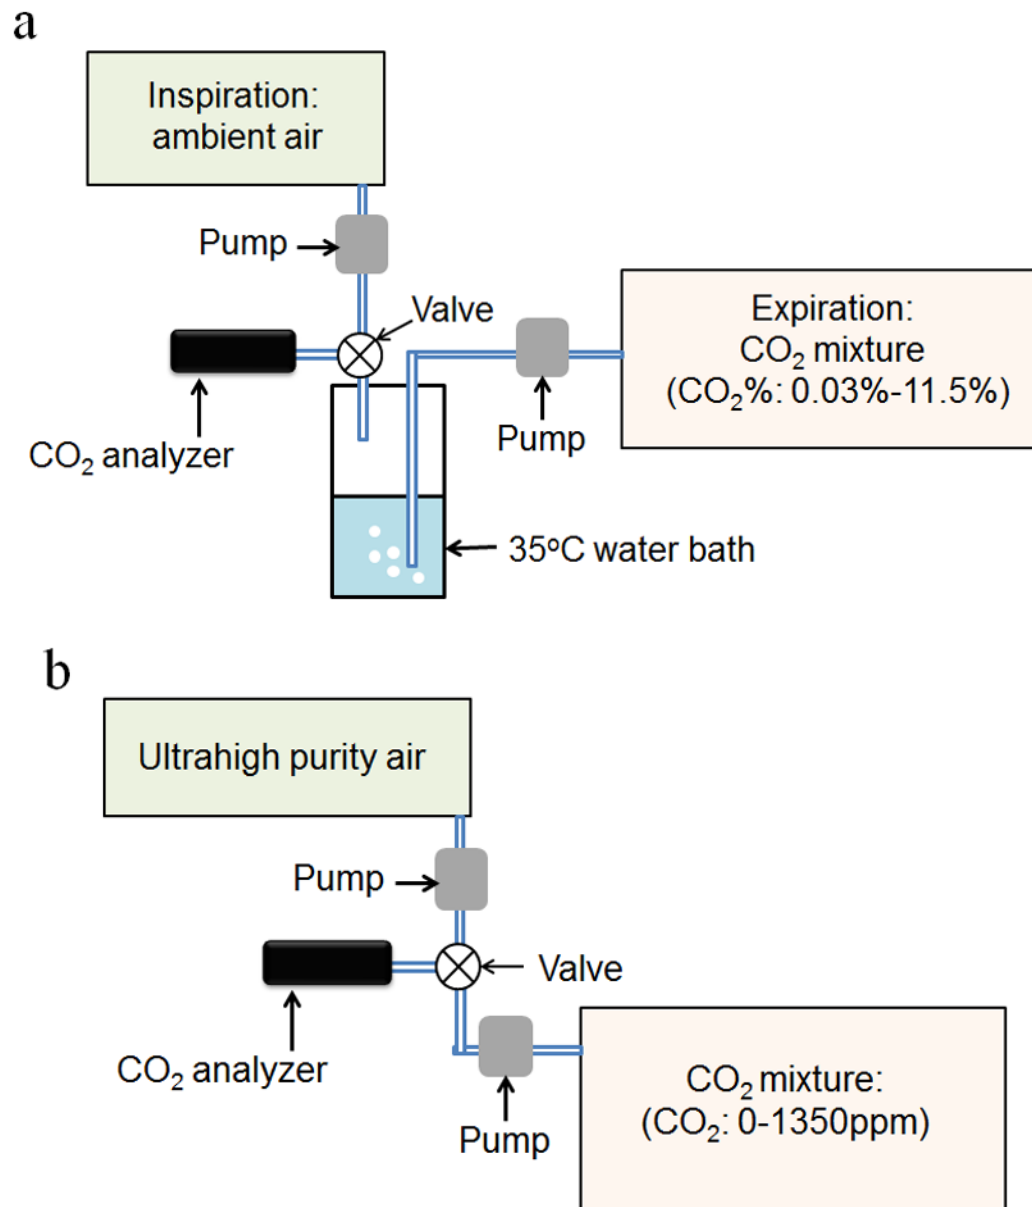 a
Inspiration:
ambient air
Pump
Valve
CO₂ analyzer
Expiration:
CO₂ mixture
(CO₂%: 0.03%-11.5%)
Pump
35ºC water bath
b
Ultrahigh purity air
Pump
Valve
CO₂ analyzer
Pump
CO₂ mixture:
(CO₂: 0-1350ppm)